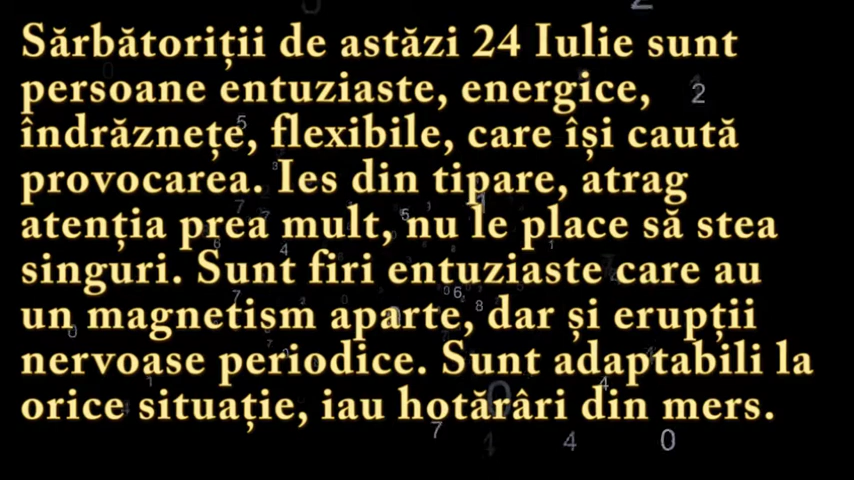 Sărbătoriții de astăzi 24 Iulie sunt
persoane entuziaste, energice,
îndrăznețe, flexibile, care își caută
provocarea. Ies din tipare, atrag
atenția prea mult, nu le place să stea
singuri. Sunt firi entuziaste care au
un magnetism aparte, dar și erupții
nervoase periodice. Sunt adaptabili la
orice situație, iau hotărâri din mers.